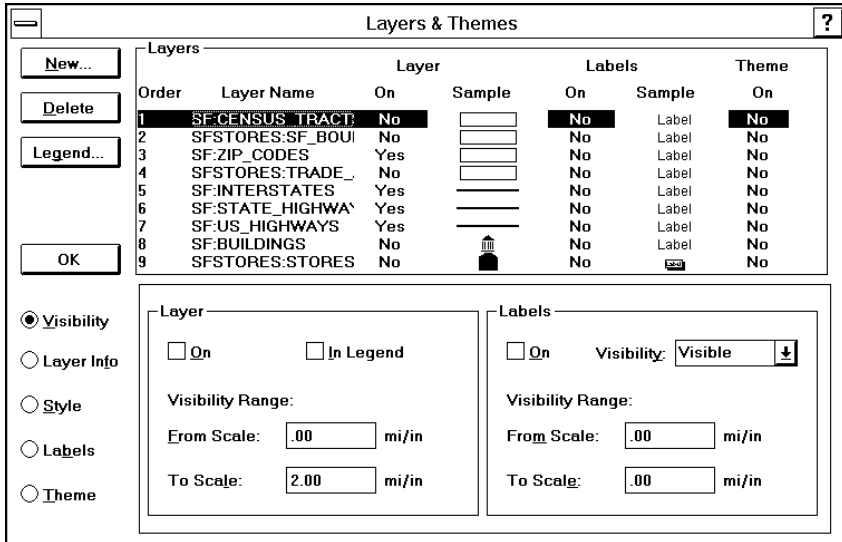 Layers & Themes ?
New...
Delete
Legend...
OK
Layers
Layer Labels Theme
Order Layer Name On Sample On Sample On
1 SF:CENSUS_TRACT No No Label No
2 SFSTORES:SF_BOU No No Label No
3 SF:ZIP_CODES Yes No Label No
4 SFSTORES:TRADE_ No No Label No
5 SF:INTERSTATES Yes No Label No
6 SF:STATE_HIGHWA Yes No Label No
7 SF:US_HIGHWAYS Yes No Label No
8 SF:BUILDINGS No No Label No
9 SFSTORES:STORES No No Label No
Visibility
Layer Info
Style
Labels
Theme
Layer
On In Legend
Visibility Range:
From Scale: .00 mi/in
To Scale: 2.00 mi/in
Labels
On Visibility: Visible
Visibility Range:
From Scale: .00 mi/in
To Scale: .00 mi/in